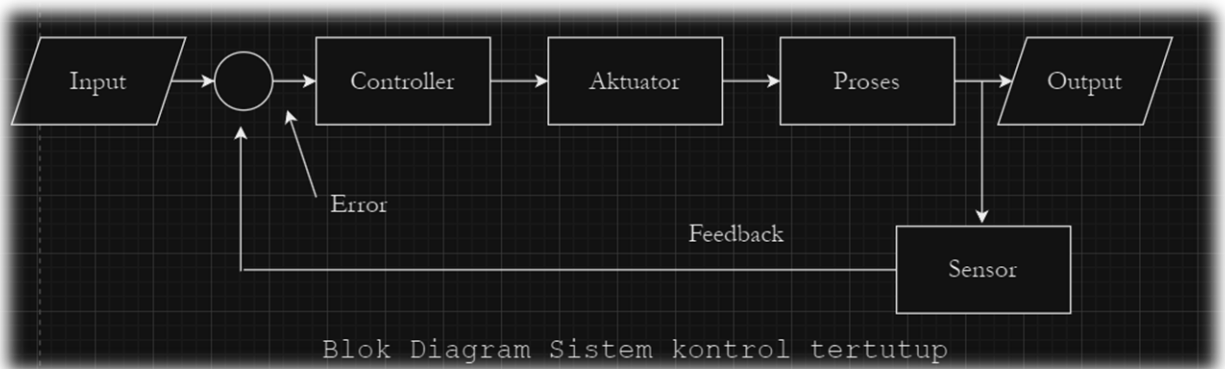 Input
Controller
Aktuator
Proses
Output
Error
Feedback
Sensor
Blok Diagram Sistem kontrol tertutup